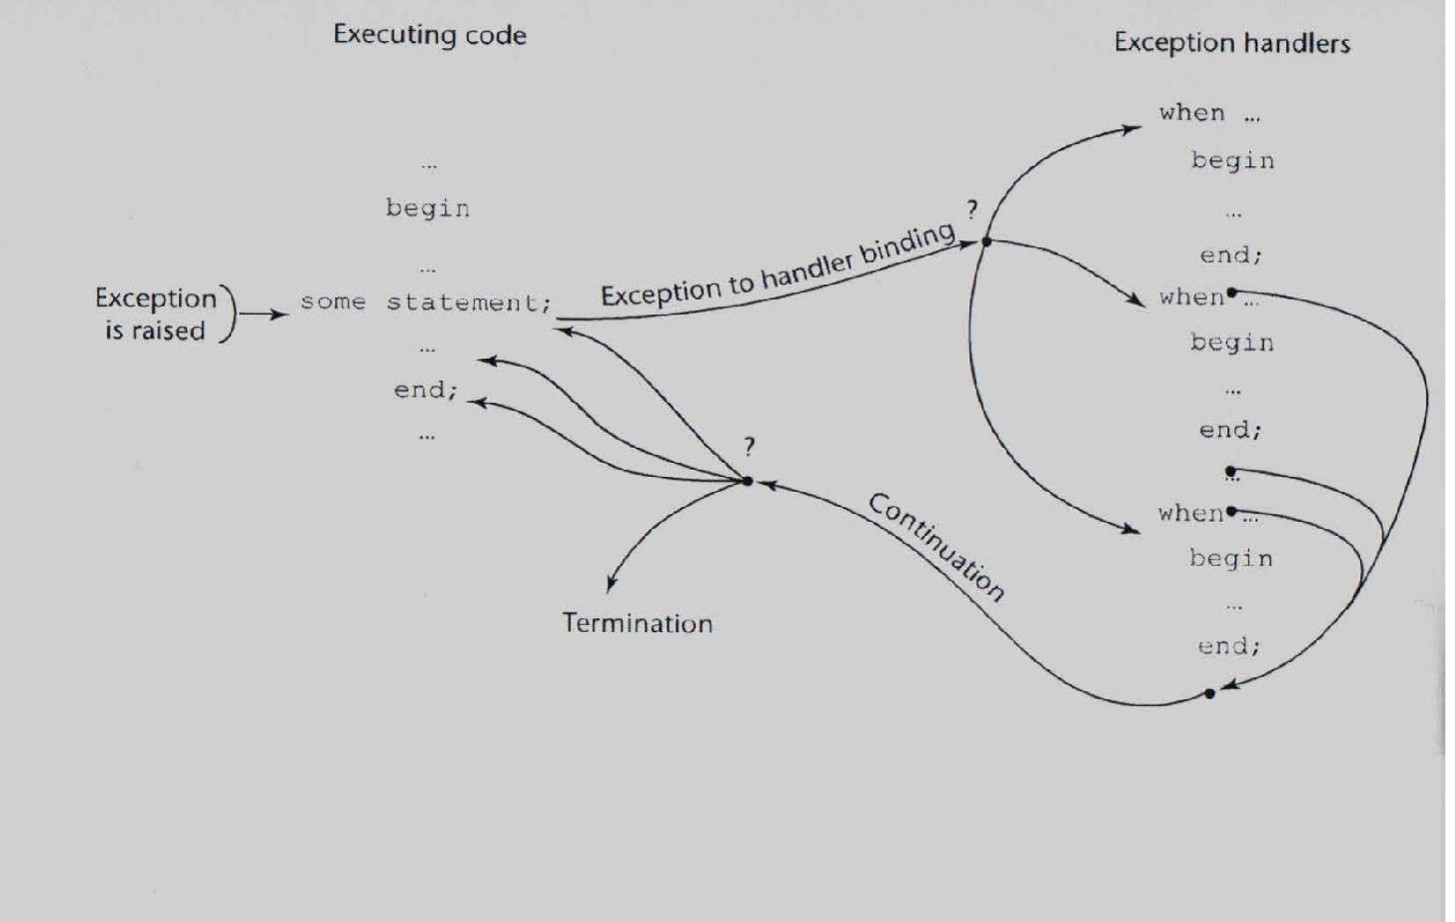 Executing code
...
begin
...
Exception
is raised
some statement;
...
end;
...
Exception to handler binding
?
?
Continuation
Termination
Exception handlers
when ...
begin
...
end;
when ...
begin
...
end;
...
when ...
begin
...
end;